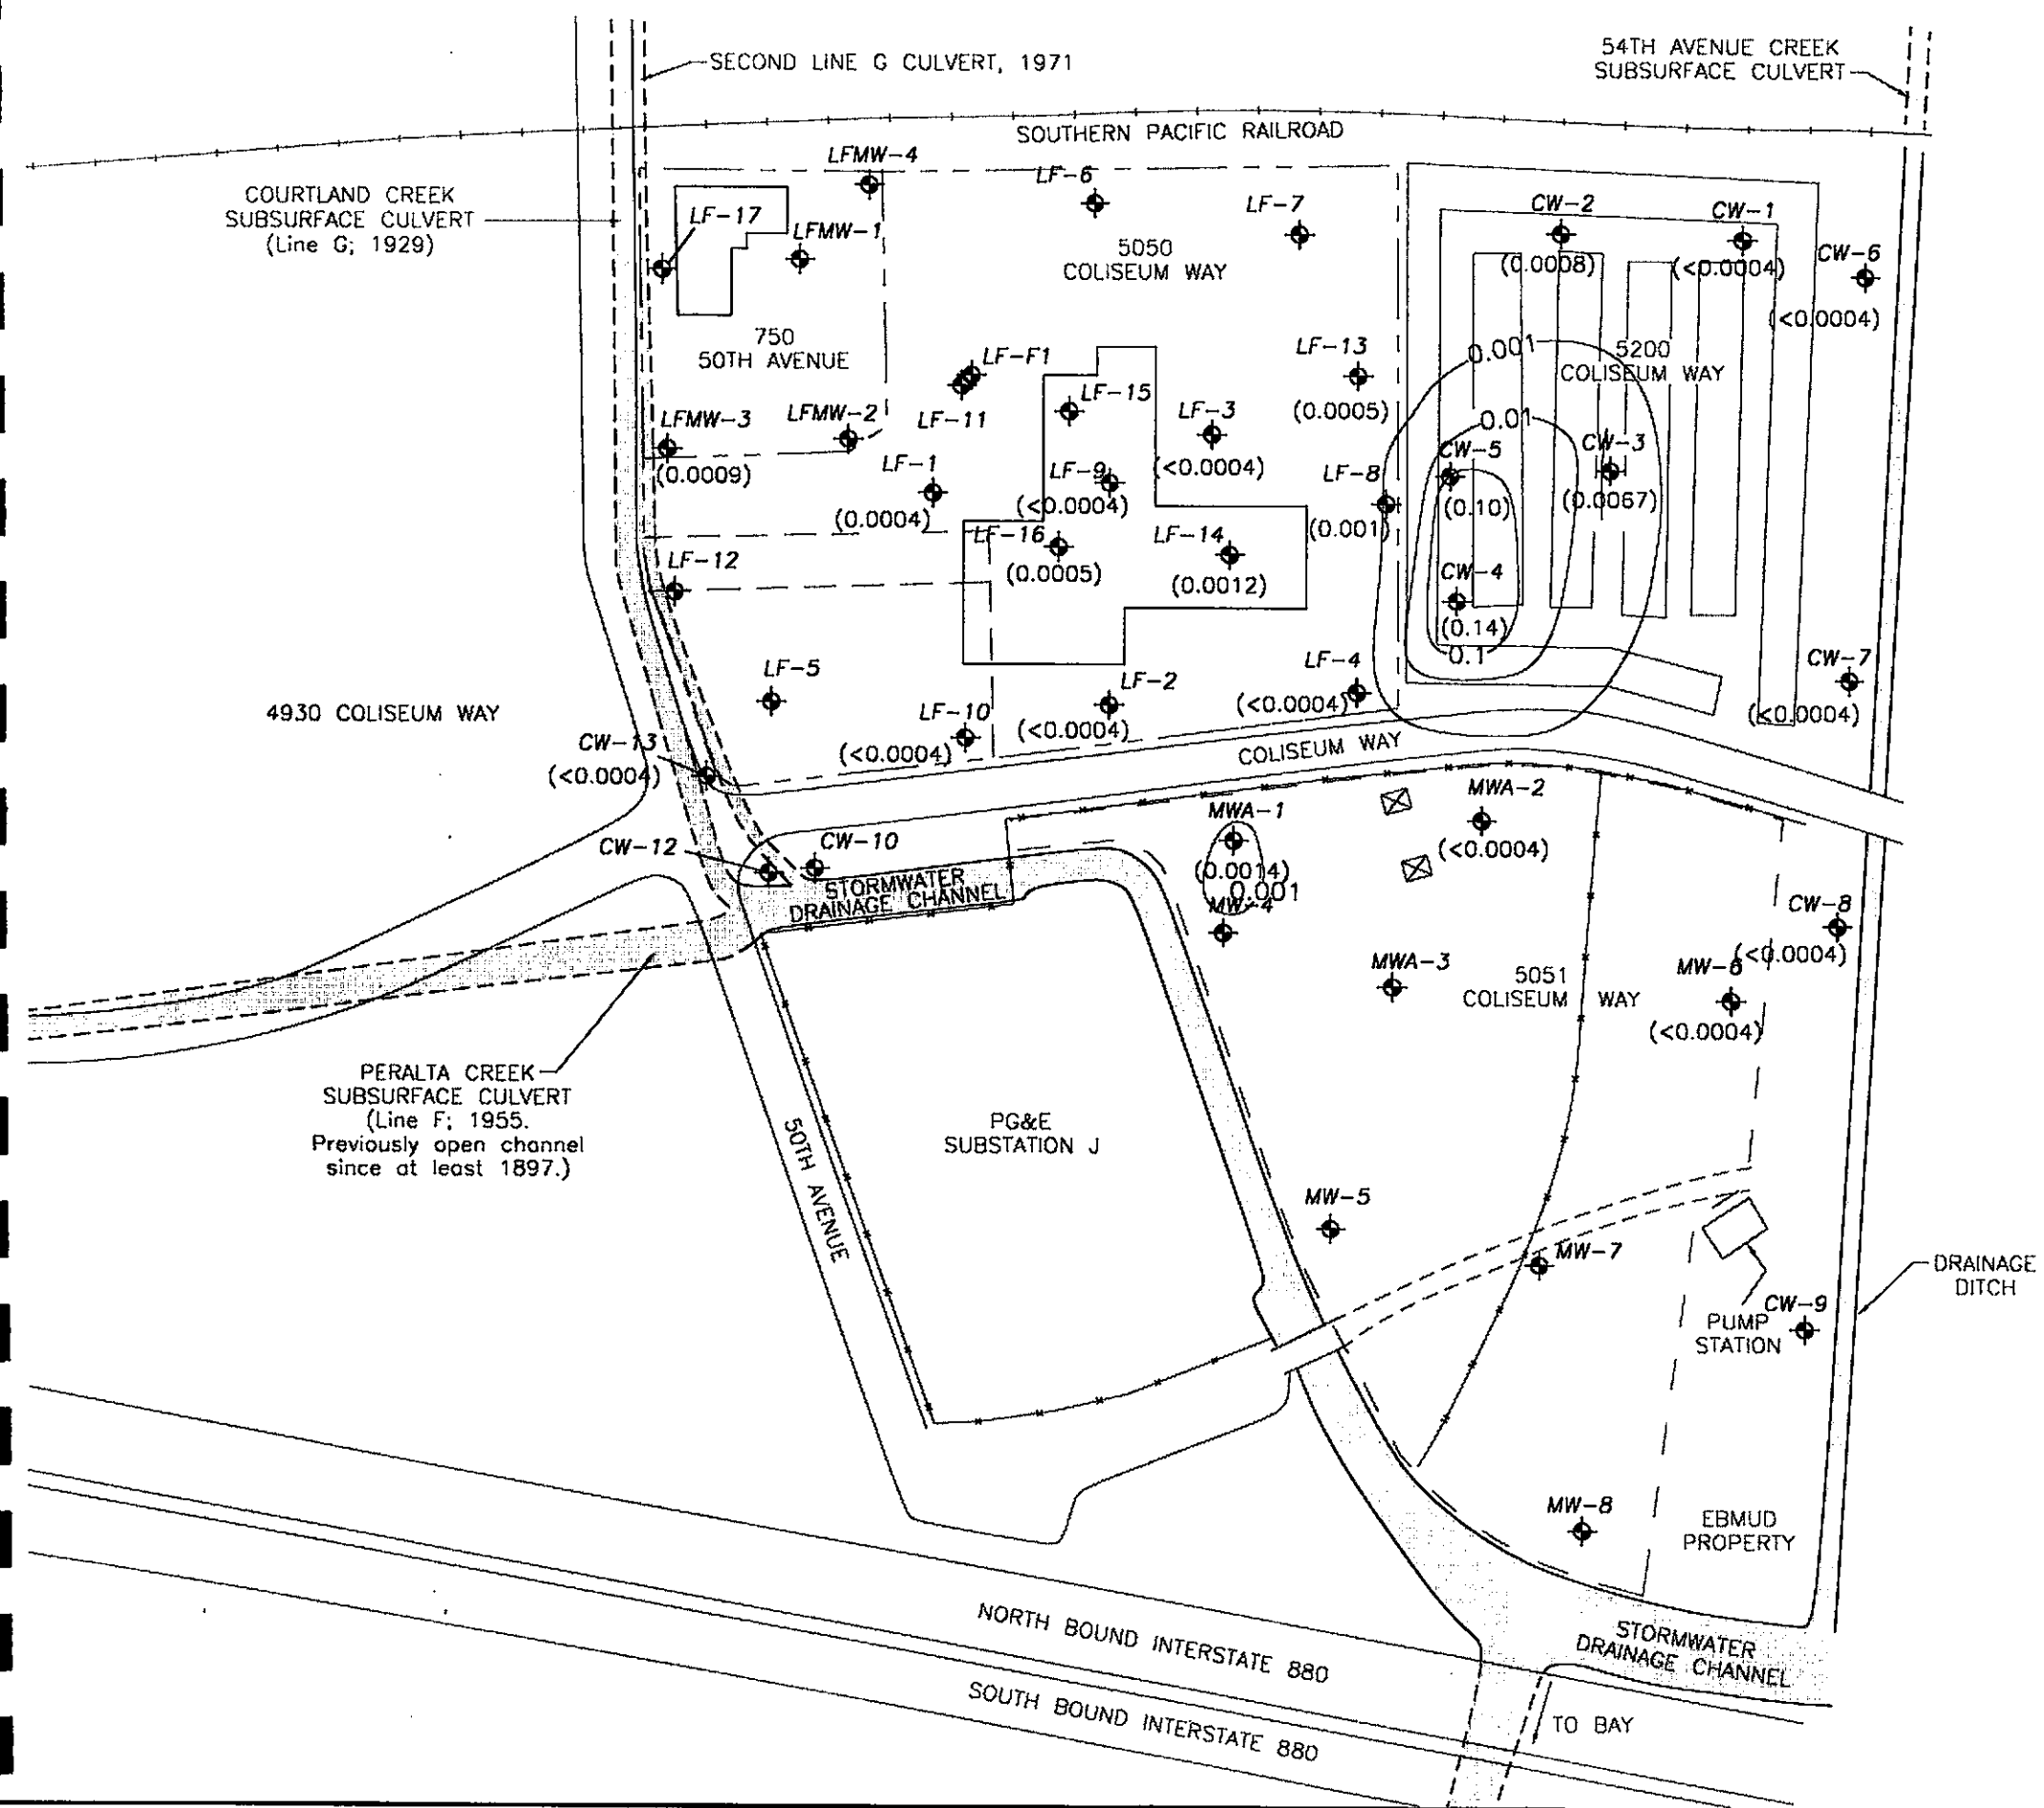 SECOND LINE G CULVERT, 1971
54TH AVENUE CREEK
SUBSURFACE CULVERT
SOUTHERN PACIFIC RAILROAD
COURTLAND CREEK
SUBSURFACE CULVERT
(Line G; 1929)
LFMW-4
LF-17
LFMW-1
LF-6
LF-7
5050
COLISEUM WAY
CW-2
(0.0008)
CW-1
(<0.0004)
CW-6
(<0.0004)
750
50TH AVENUE
LF-F1
LF-11
LF-15
LF-13
(0.0005)
0.001
5200
COLISEUM WAY
LFMW-3
(0.0009)
LFMW-2
LF-1
(0.0004)
LF-3
(<0.0004)
LF-9
(<0.0004)
LF-8
(0.001)
0.01
CW-5
(0.10)
CW-3
(0.0067)
LF-16
(0.0005)
LF-14
(0.0012)
LF-12
CW-4
(0.14)
0.1
LF-5
LF-10
(<0.0004)
LF-2
(<0.0004)
LF-4
(<0.0004)
CW-7
(<0.0004)
4930 COLISEUM WAY
CW-13
(<0.0004)
COLISEUM WAY
CW-12
CW-10
STORMWATER
DRAINAGE CHANNEL
MWA-1
(0.0014)
0.001
MW-4
MWA-2
(<0.0004)
MWA-3
5051
COLISEUM WAY
CW-8
(<0.0004)
MW-6
(<0.0004)
PERALTA CREEK
SUBSURFACE CULVERT
(Line F; 1955.
Previously open channel
since at least 1897.)
50TH AVENUE
PG&E
SUBSTATION J
MW-5
MW-7
PUMP
STATION
CW-9
DRAINAGE
DITCH
MW-8
EBMUD
PROPERTY
NORTH BOUND INTERSTATE 880
SOUTH BOUND INTERSTATE 880
STORMWATER
DRAINAGE CHANNEL
TO BAY